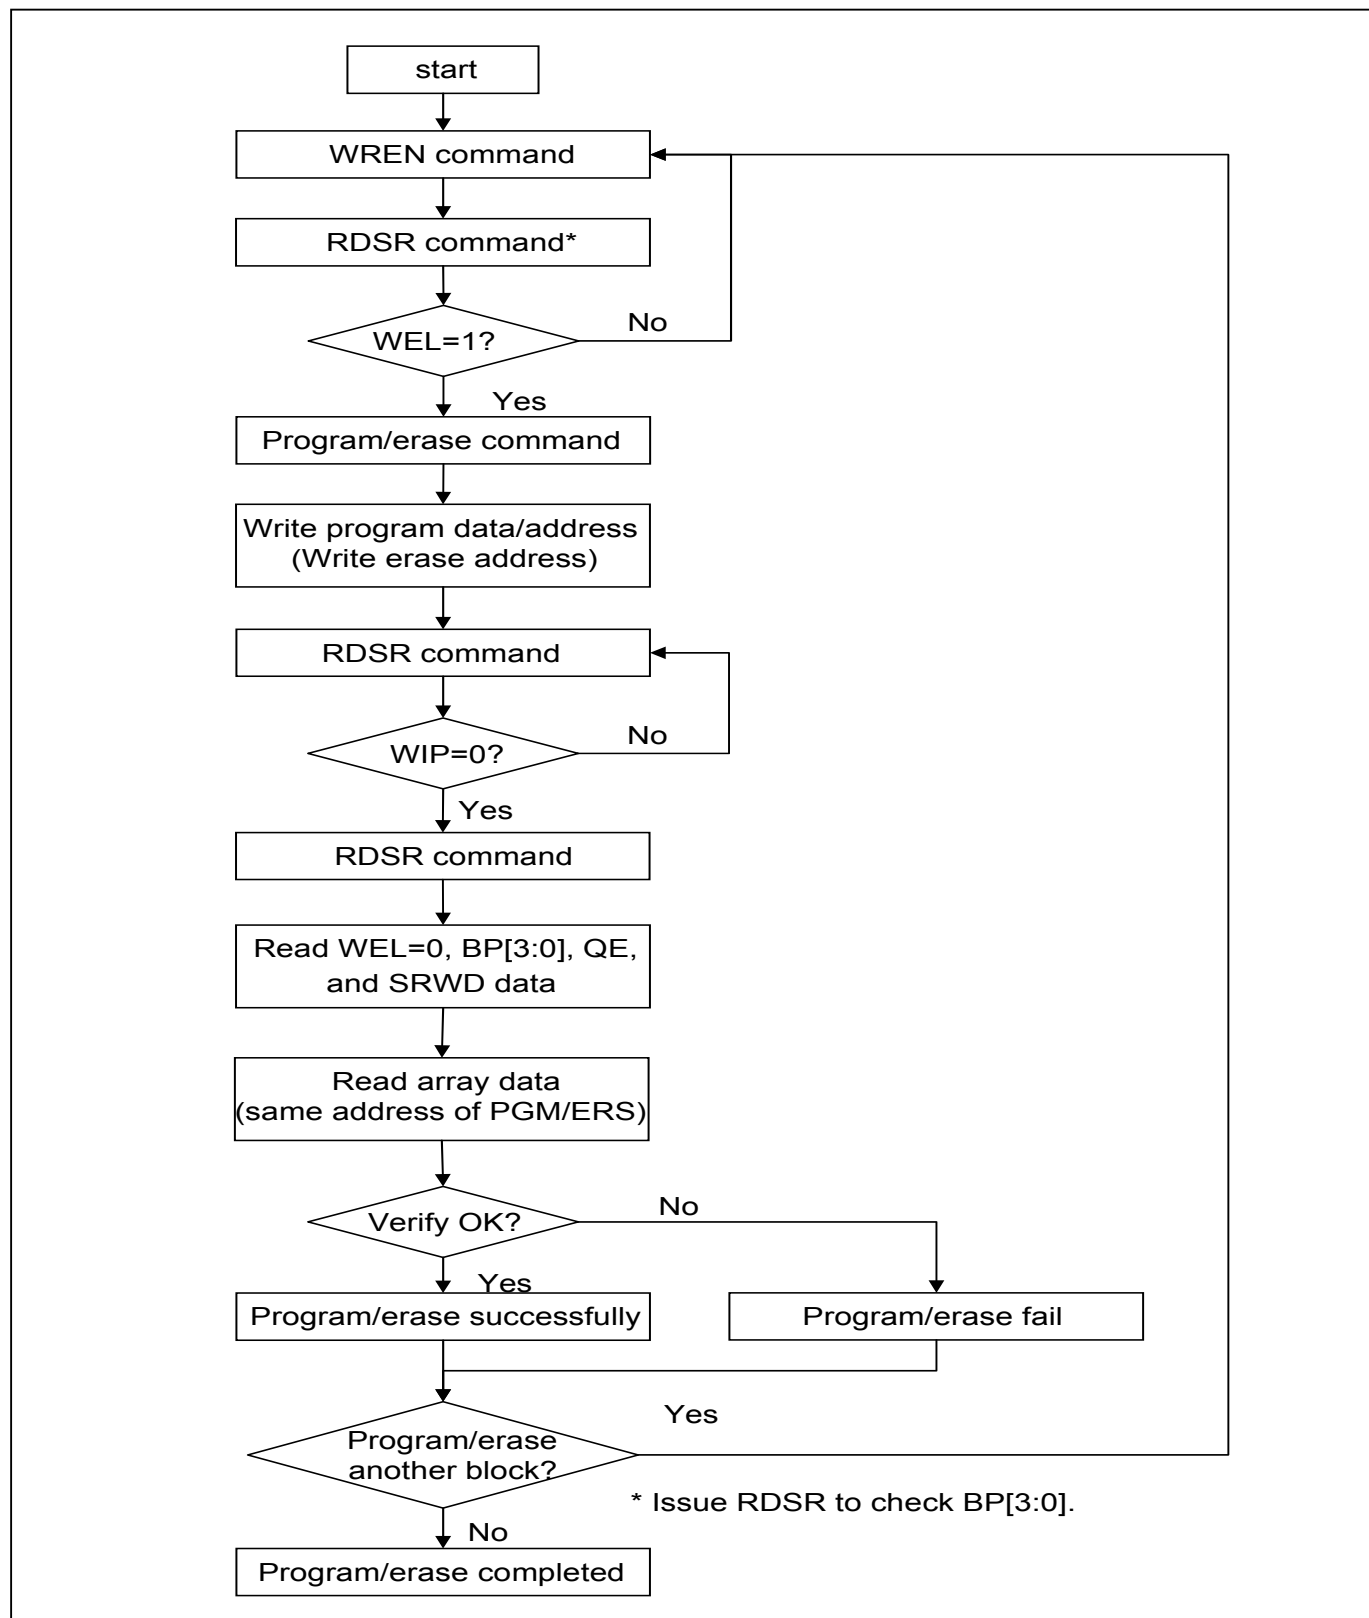 start
WREN command
RDSR command*
WEL=1?
No
Yes
Program/erase command
Write program data/address
(Write erase address)
RDSR command
WIP=0?
No
Yes
RDSR command
Read WEL=0, BP[3:0], QE,
and SRWD data
Read array data
(same address of PGM/ERS)
Verify OK?
No
Yes
Program/erase successfully
Program/erase fail
Yes
Program/erase
another block?
* Issue RDSR to check BP[3:0].
No
Program/erase completed